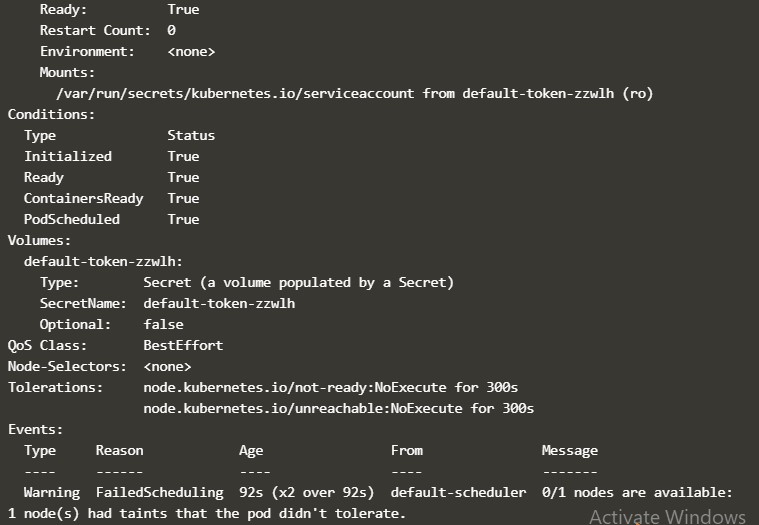 Ready: True
Restart Count: 0
Environment: <none>
Mounts:
/var/run/secrets/kubernetes.io/serviceaccount from default-token-zzwlh (ro)
Conditions:
Type Status
Initialized True
Ready True
ContainersReady True
PodScheduled True
Volumes:
default-token-zzwlh:
Type: Secret (a volume populated by a Secret)
SecretName: default-token-zzwlh
Optional: false
QoS Class: BestEffort
Node-Selectors: <none>
Tolerations: node.kubernetes.io/not-ready:NoExecute for 300s
node.kubernetes.io/unreachable:NoExecute for 300s
Events:
Type Reason Age From Message
---- ------ ---- ---- -------
Warning FailedScheduling 92s (x2 over 92s) default-scheduler 0/1 nodes are available:
1 node(s) had taints that the pod didn't tolerate.
Activate Windows